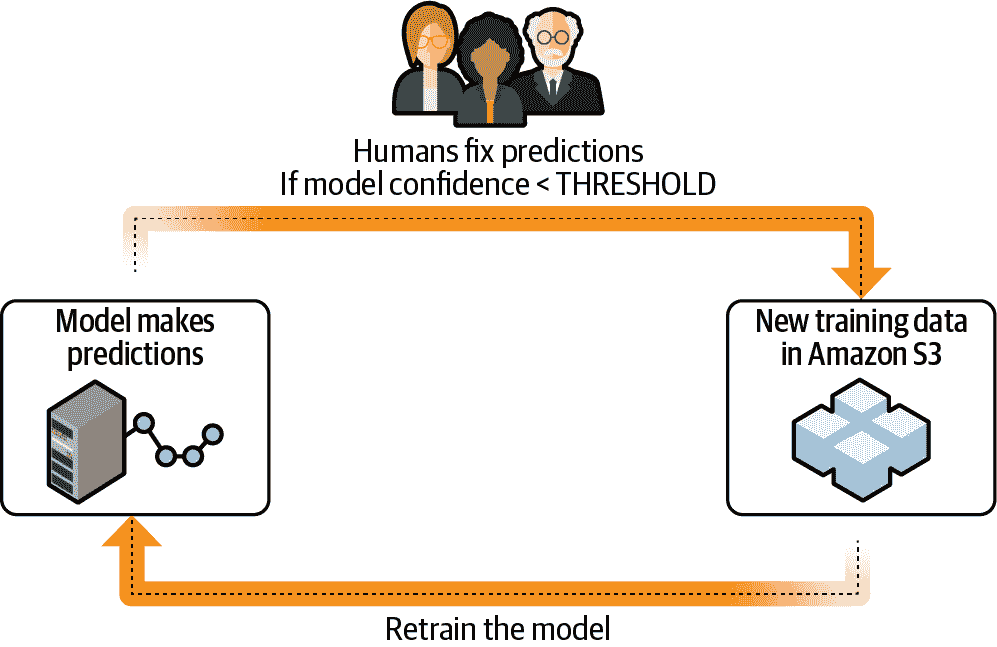 Humans fix predictions
If model confidence < THRESHOLD
Model makes
predictions
New training data
in Amazon S3
Retrain the model